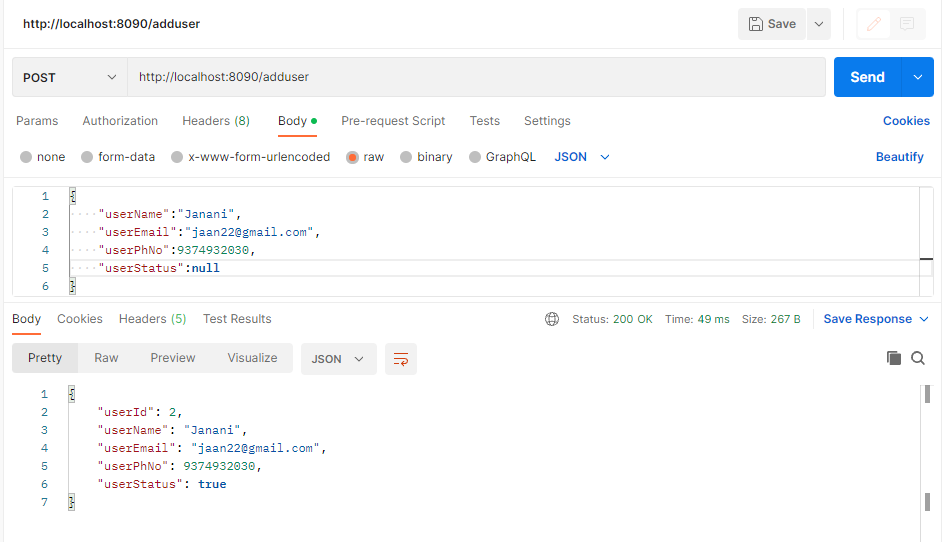 http://localhost:8090/adduser Save
POST http://localhost:8090/adduser Send
Params Authorization Headers (8) Body Pre-request Script Tests Settings Cookies
none form-data x-www-form-urlencoded raw binary GraphQL JSON Beautify
1 {
2 "userName":"Janani",
3 "userEmail":"jaan22@gmail.com",
4 "userPhNo":9374932030,
5 "userStatus":null
6 }
Body Cookies Headers (5) Test Results Status: 200 OK Time: 49 ms Size: 267 B Save Response
Pretty Raw Preview Visualize JSON
1 {
2 "userId": 2,
3 "userName": "Janani",
4 "userEmail": "jaan22@gmail.com",
5 "userPhNo": 9374932030,
6 "userStatus": true
7 }